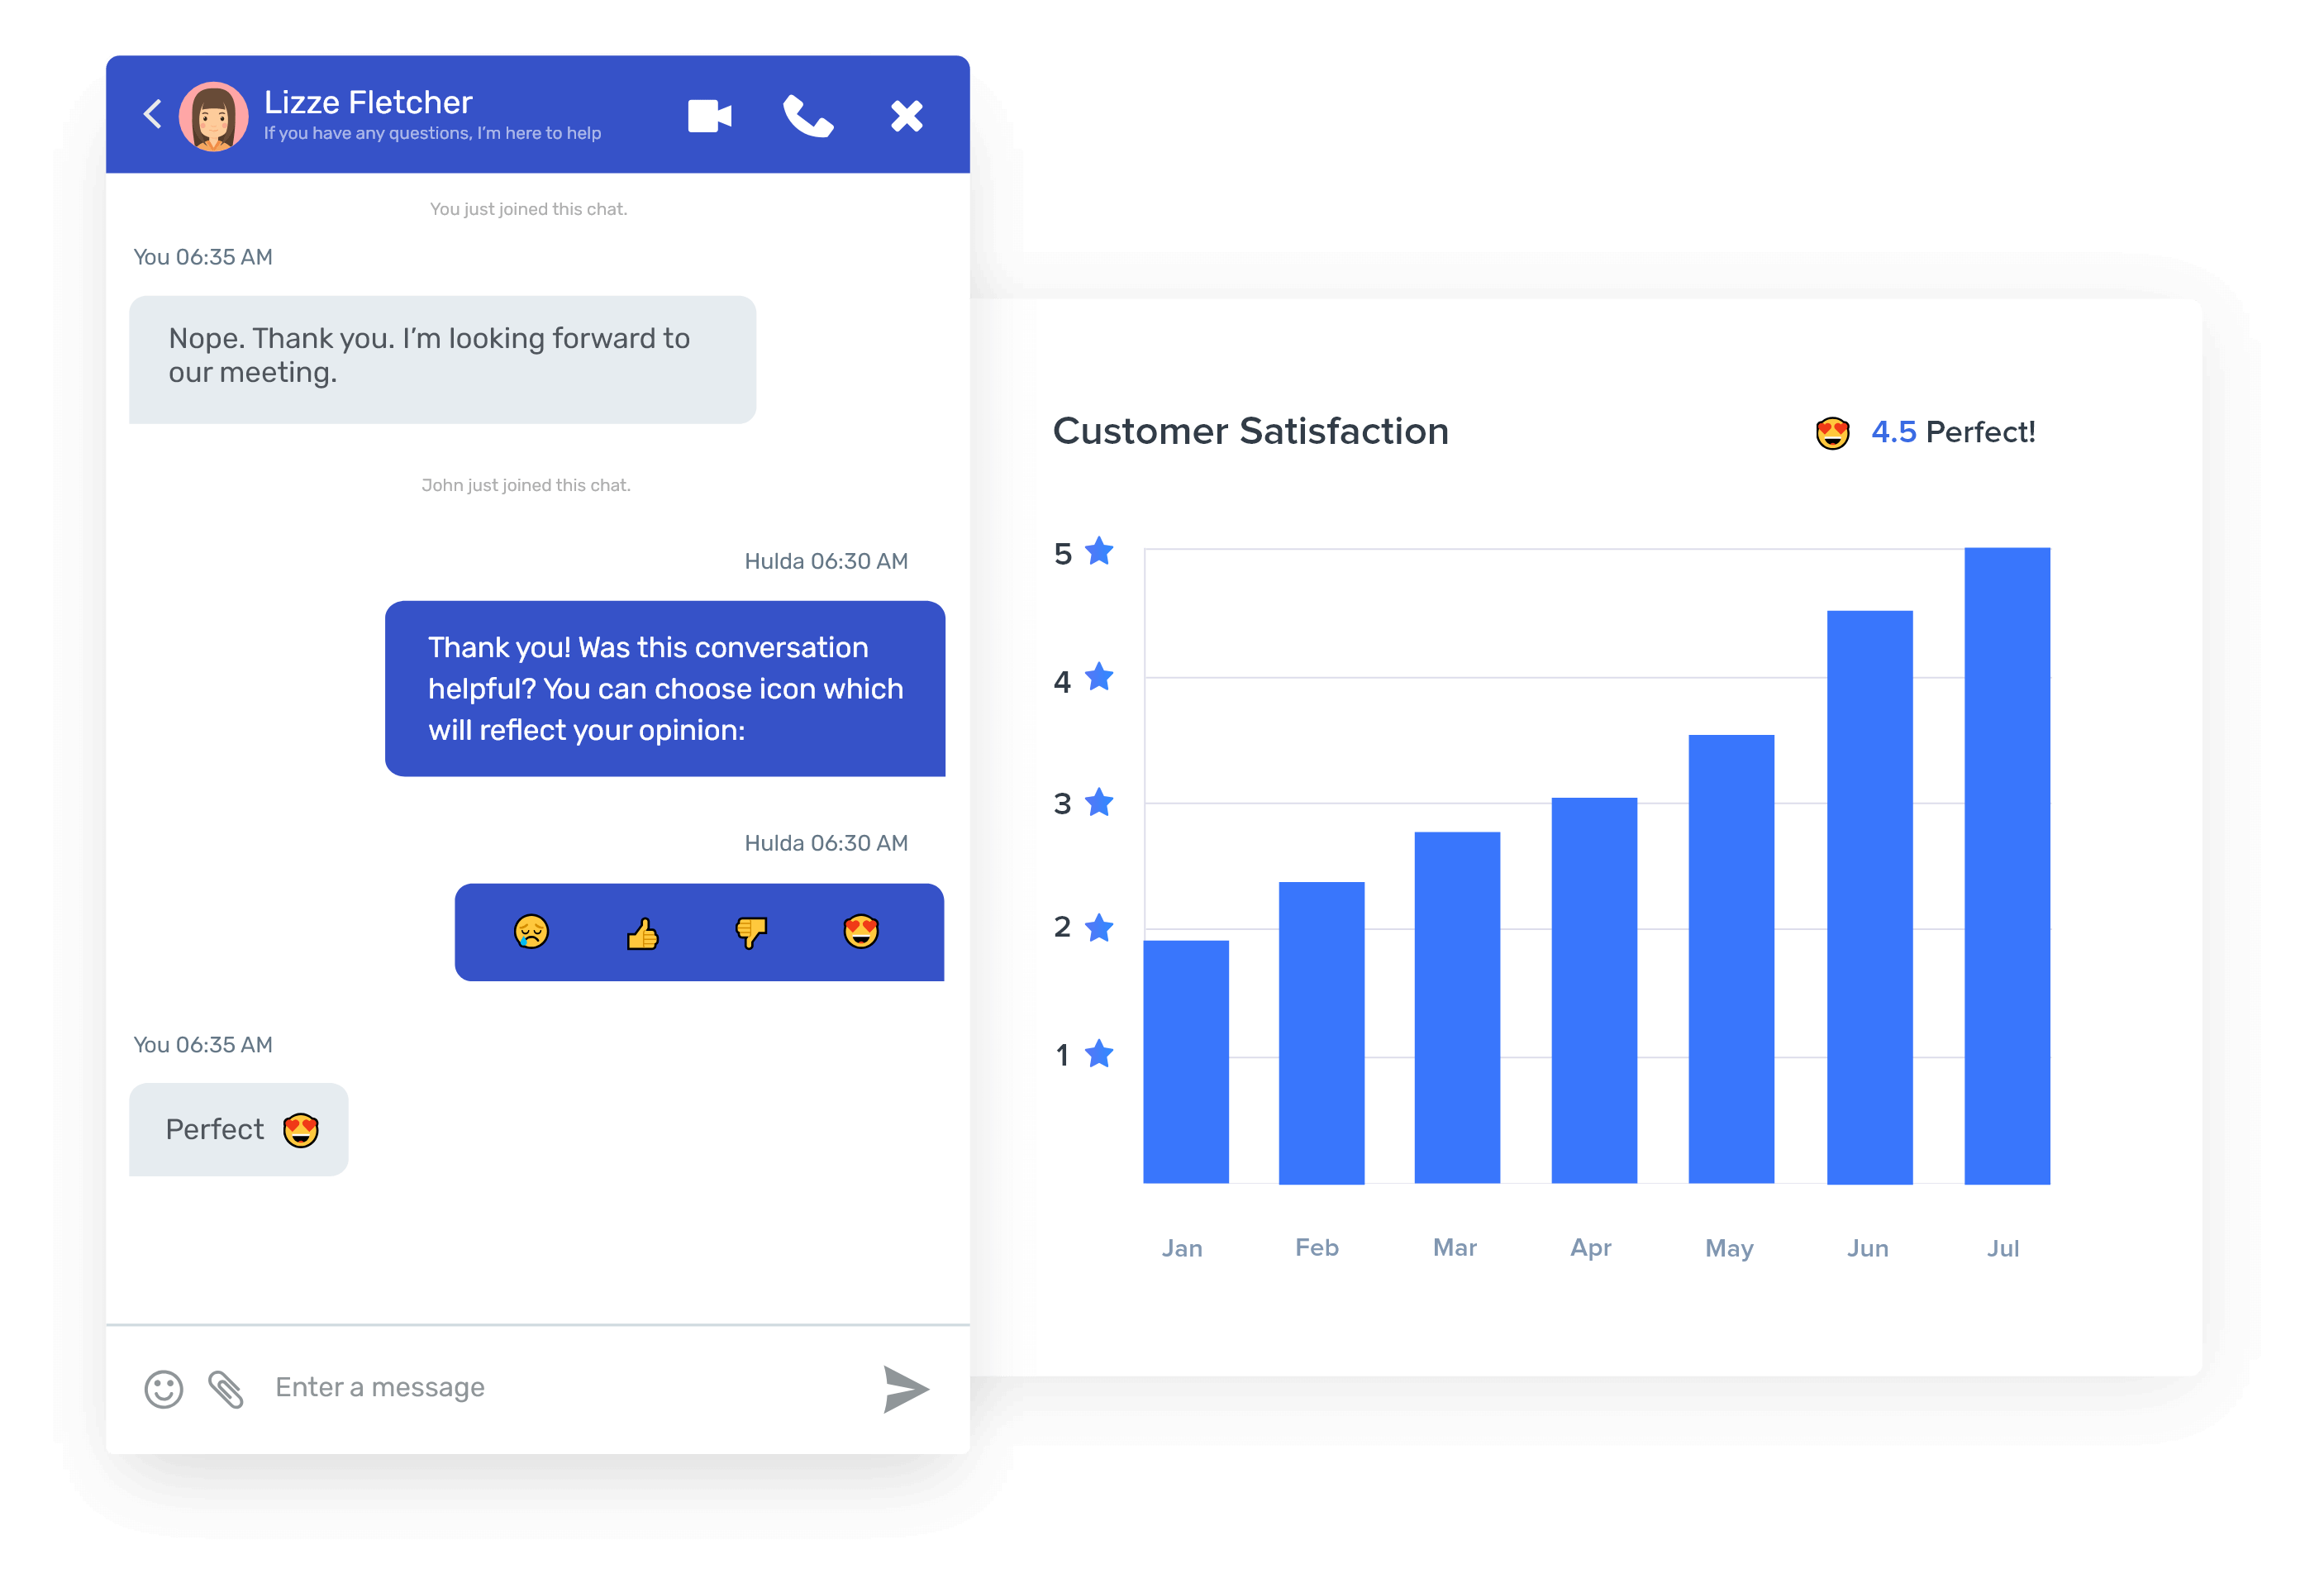 Lizze Fletcher
If you have any questions, I'm here to help
You just joined this chat.
You 06:35 AM
Nope. Thank you. I'm looking forward to
our meeting.
John just joined this chat.
Hulda 06:30 AM
Thank you! Was this conversation
helpful? You can choose icon which
will reflect your opinion:
Hulda 06:30 AM
You 06:35 AM
Perfect
Enter a message
Customer Satisfaction
4.5 Perfect!
5
4
3
2
1
Jan Feb Mar Apr May Jun Jul